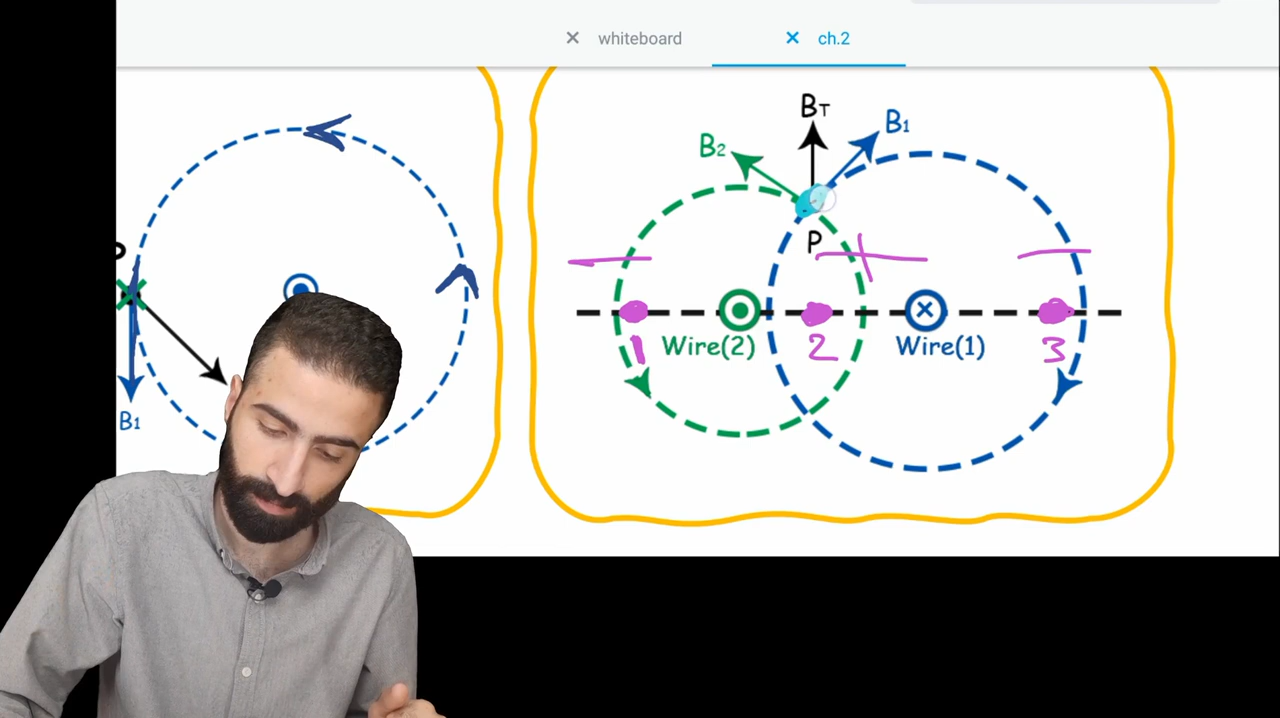 × whiteboard × ch.2
BT
B1
B2
P
Wire(2)
Wire(1)
1 2 3
B1